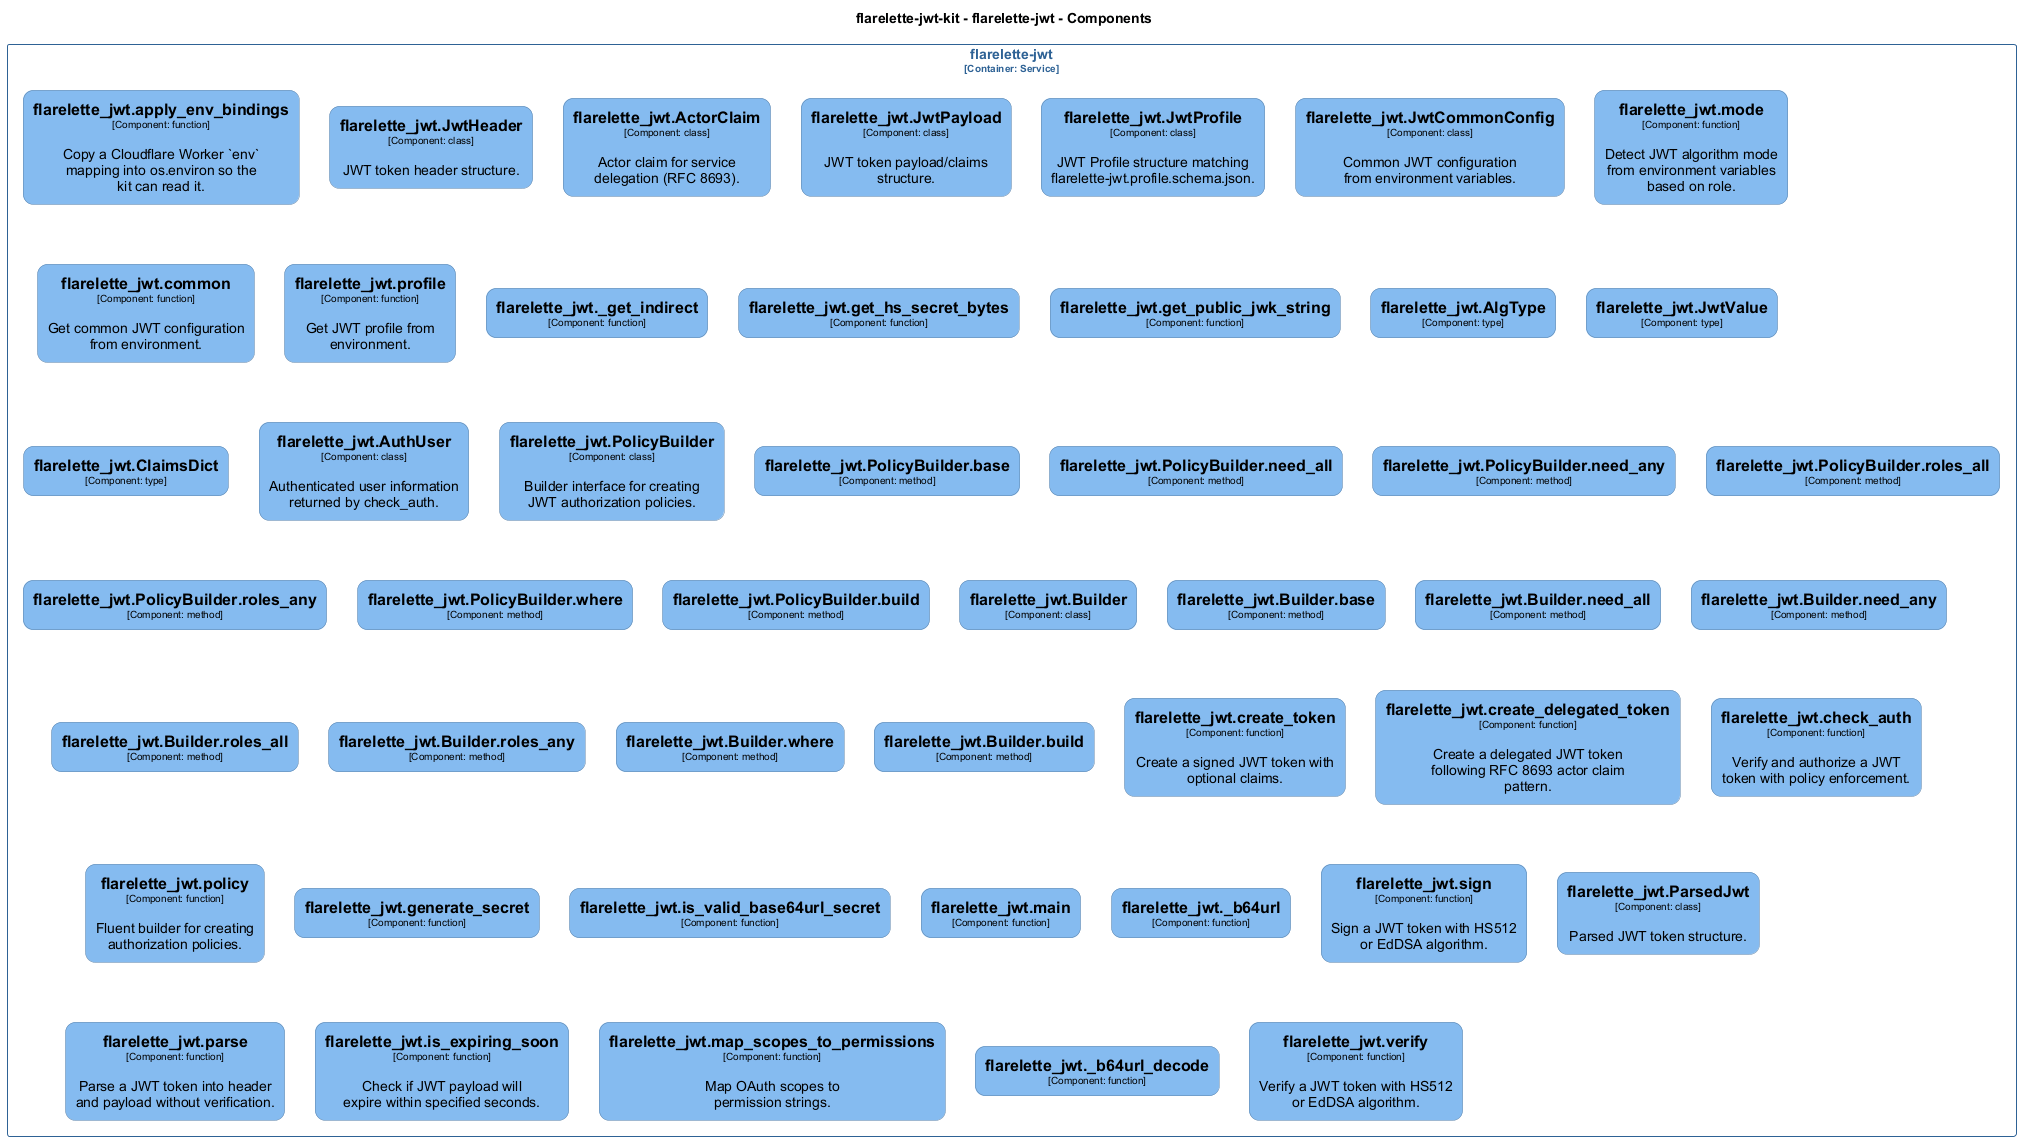 flarelette-jwt-kit - flarelette-jwt - Components
flarelette-jwt
[Container: Service]
flarelette_jwt.apply_env_bindings
[Component: function]
Copy a Cloudflare Worker `env`
mapping into os.environ so the
kit can read it.
flarelette_jwt.JwtHeader
[Component: class]
JWT token header structure.
flarelette_jwt.ActorClaim
[Component: class]
Actor claim for service
delegation (RFC 8693).
flarelette_jwt.JwtPayload
[Component: class]
JWT token payload/claims
structure.
flarelette_jwt.JwtProfile
[Component: class]
JWT Profile structure matching
flarelette-jwt.profile.schema.json.
flarelette_jwt.JwtCommonConfig
[Component: class]
Common JWT configuration
from environment variables.
flarelette_jwt.mode
[Component: function]
Detect JWT algorithm mode
from environment variables
based on role.
flarelette_jwt.common
[Component: function]
Get common JWT configuration
from environment.
flarelette_jwt.profile
[Component: function]
Get JWT profile from
environment.
flarelette_jwt._get_indirect
[Component: function]
flarelette_jwt.get_hs_secret_bytes
[Component: function]
flarelette_jwt.get_public_jwk_string
[Component: function]
flarelette_jwt.AlgType
[Component: type]
flarelette_jwt.JwtValue
[Component: type]
flarelette_jwt.ClaimsDict
[Component: type]
flarelette_jwt.AuthUser
[Component: class]
Authenticated user information
returned by check_auth.
flarelette_jwt.PolicyBuilder
[Component: class]
Builder interface for creating
JWT authorization policies.
flarelette_jwt.PolicyBuilder.base
[Component: method]
flarelette_jwt.PolicyBuilder.need_all
[Component: method]
flarelette_jwt.PolicyBuilder.need_any
[Component: method]
flarelette_jwt.PolicyBuilder.roles_all
[Component: method]
flarelette_jwt.PolicyBuilder.roles_any
[Component: method]
flarelette_jwt.PolicyBuilder.where
[Component: method]
flarelette_jwt.PolicyBuilder.build
[Component: method]
flarelette_jwt.Builder
[Component: class]
flarelette_jwt.Builder.base
[Component: method]
flarelette_jwt.Builder.need_all
[Component: method]
flarelette_jwt.Builder.need_any
[Component: method]
flarelette_jwt.Builder.roles_all
[Component: method]
flarelette_jwt.Builder.roles_any
[Component: method]
flarelette_jwt.Builder.where
[Component: method]
flarelette_jwt.Builder.build
[Component: method]
flarelette_jwt.create_token
[Component: function]
Create a signed JWT token with
optional claims.
flarelette_jwt.create_delegated_token
[Component: function]
Create a delegated JWT token
following RFC 8693 actor claim
pattern.
flarelette_jwt.check_auth
[Component: function]
Verify and authorize a JWT
token with policy enforcement.
flarelette_jwt.policy
[Component: function]
Fluent builder for creating
authorization policies.
flarelette_jwt.generate_secret
[Component: function]
flarelette_jwt.is_valid_base64url_secret
[Component: function]
flarelette_jwt.main
[Component: function]
flarelette_jwt._b64url
[Component: function]
flarelette_jwt.sign
[Component: function]
Sign a JWT token with HS512
or EdDSA algorithm.
flarelette_jwt.ParsedJwt
[Component: class]
Parsed JWT token structure.
flarelette_jwt.parse
[Component: function]
Parse a JWT token into header
and payload without verification.
flarelette_jwt.is_expiring_soon
[Component: function]
Check if JWT payload will
expire within specified seconds.
flarelette_jwt.map_scopes_to_permissions
[Component: function]
Map OAuth scopes to
permission strings.
flarelette_jwt._b64url_decode
[Component: function]
flarelette_jwt.verify
[Component: function]
Verify a JWT token with HS512
or EdDSA algorithm.